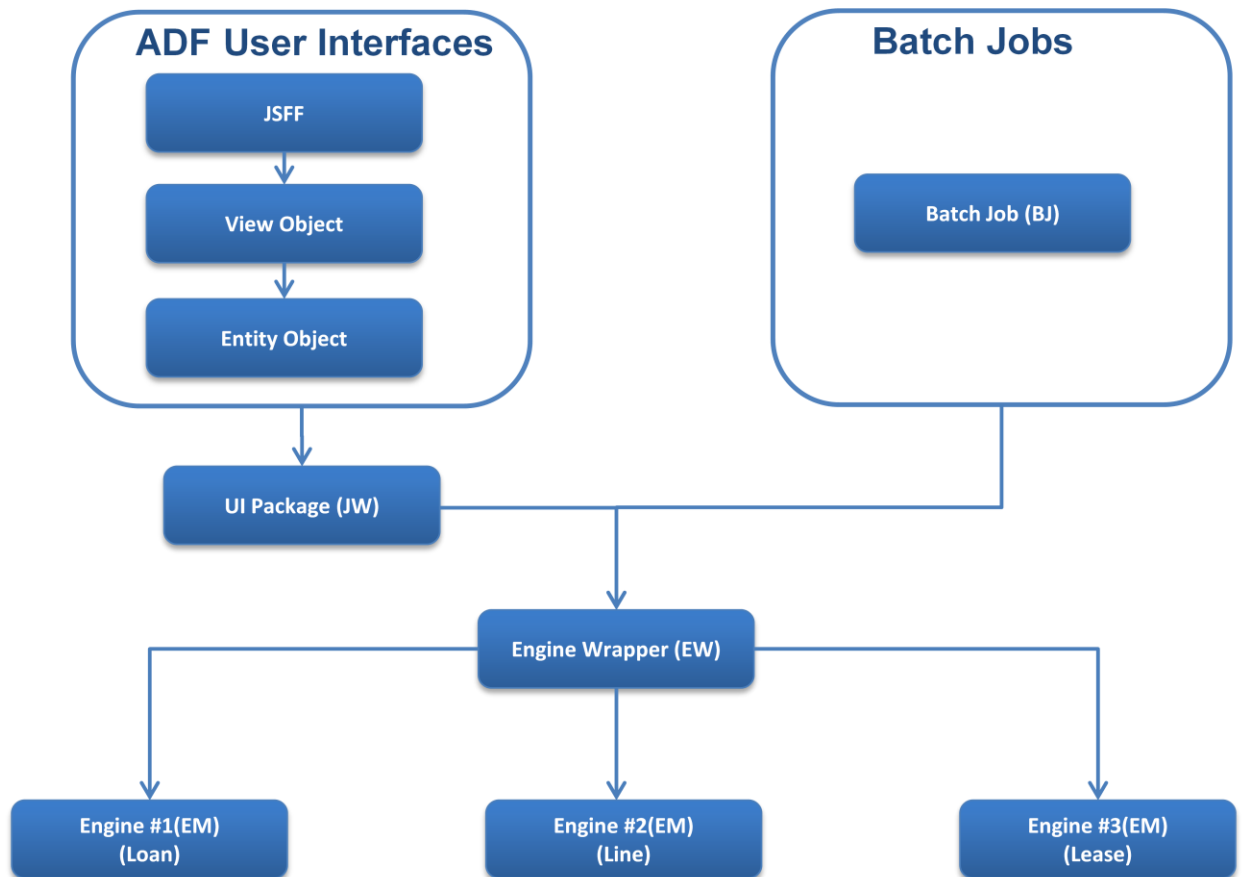 ADF User Interfaces
JSFF
View Object
Entity Object
Batch Jobs
Batch Job (BJ)
UI Package (JW)
Engine Wrapper (EW)
Engine #1(EM)
(Loan)
Engine #2(EM)
(Line)
Engine #3(EM)
(Lease)